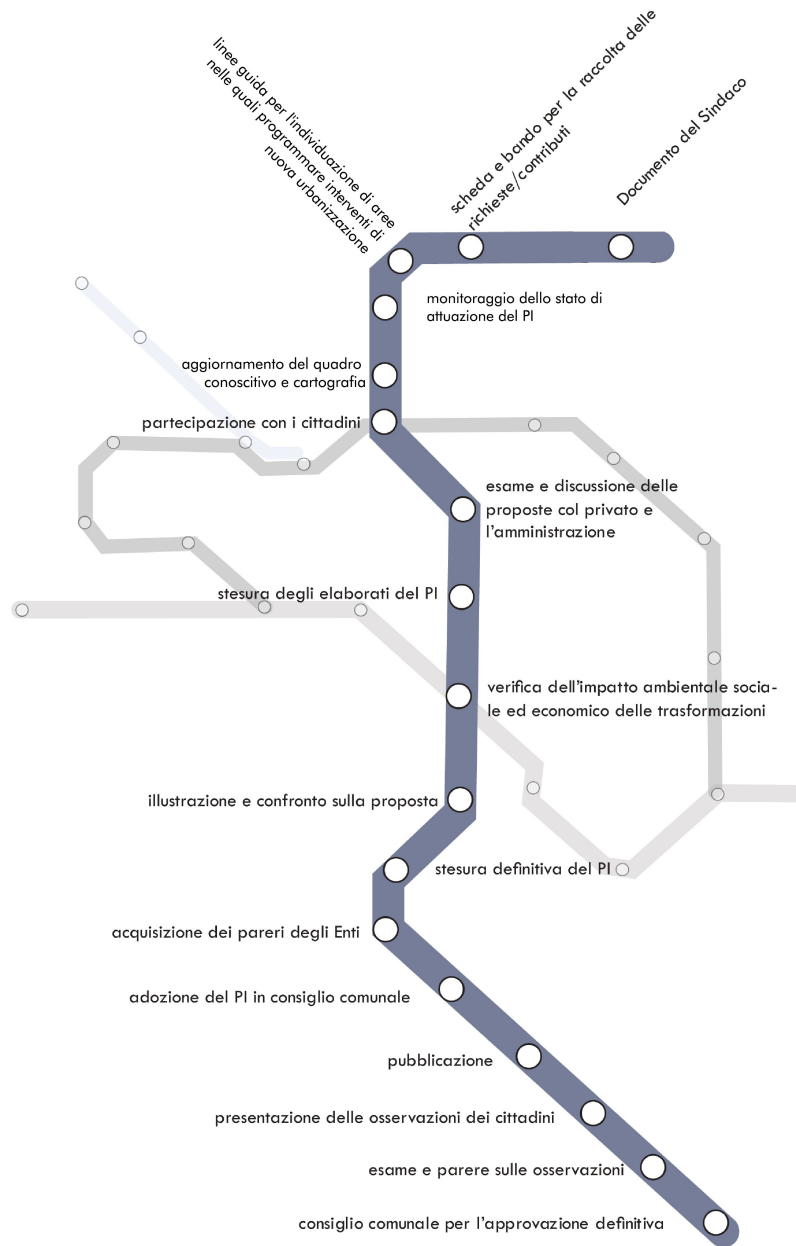 linee guida per l'individuazione di aree
nelle quali programmare interventi di
nuova urbanizzazione
scheda e bando per la raccolta delle
richieste/contributi
Documento del Sindaco
monitoraggio dello stato di
attuazione del PI
aggiornamento del quadro
conoscitivo e cartografia
partecipazione con i cittadini
esame e discussione delle
proposte col privato e
l'amministrazione
stesura degli elaborati del PI
verifica dell'impatto ambientale socia-
le ed economico delle trasformazioni
illustrazione e confronto sulla proposta
stesura definitiva del PI
acquisizione dei pareri degli Enti
adozione del PI in consiglio comunale
pubblicazione
presentazione delle osservazioni dei cittadini
esame e parere sulle osservazioni
consiglio comunale per l'approvazione definitiva